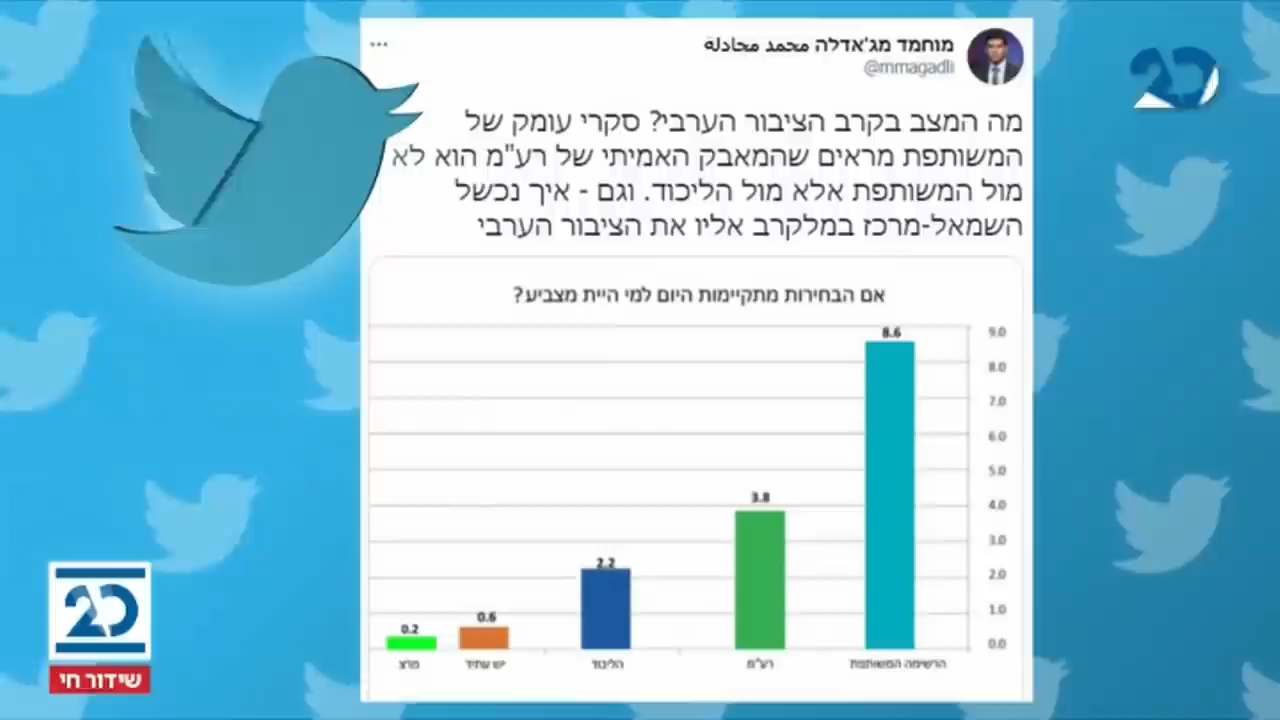 מוחמד מג'אדלה محمد مجادلة
@mmagadli
מה המצב בקרב הציבור הערבי? סקרי עומק של
המשותפת מראים שהמאבק האמיתי של רע"מ הוא לא
מול המשותפת אלא מול הליכוד. וגם - איך נכשל
השמאל-מרכז במלקרב אליו את הציבור הערבי
אם הבחירות מתקיימות היום למי היית מצביע?
9.0
8.0
7.0
6.0
5.0
4.0
3.0
2.0
1.0
0.0
8.6
3.8
2.2
0.6
0.2
הרשימה המשותפת
רע"מ
הליכוד
יש עתיד
מרצ
20
20
שידור חי